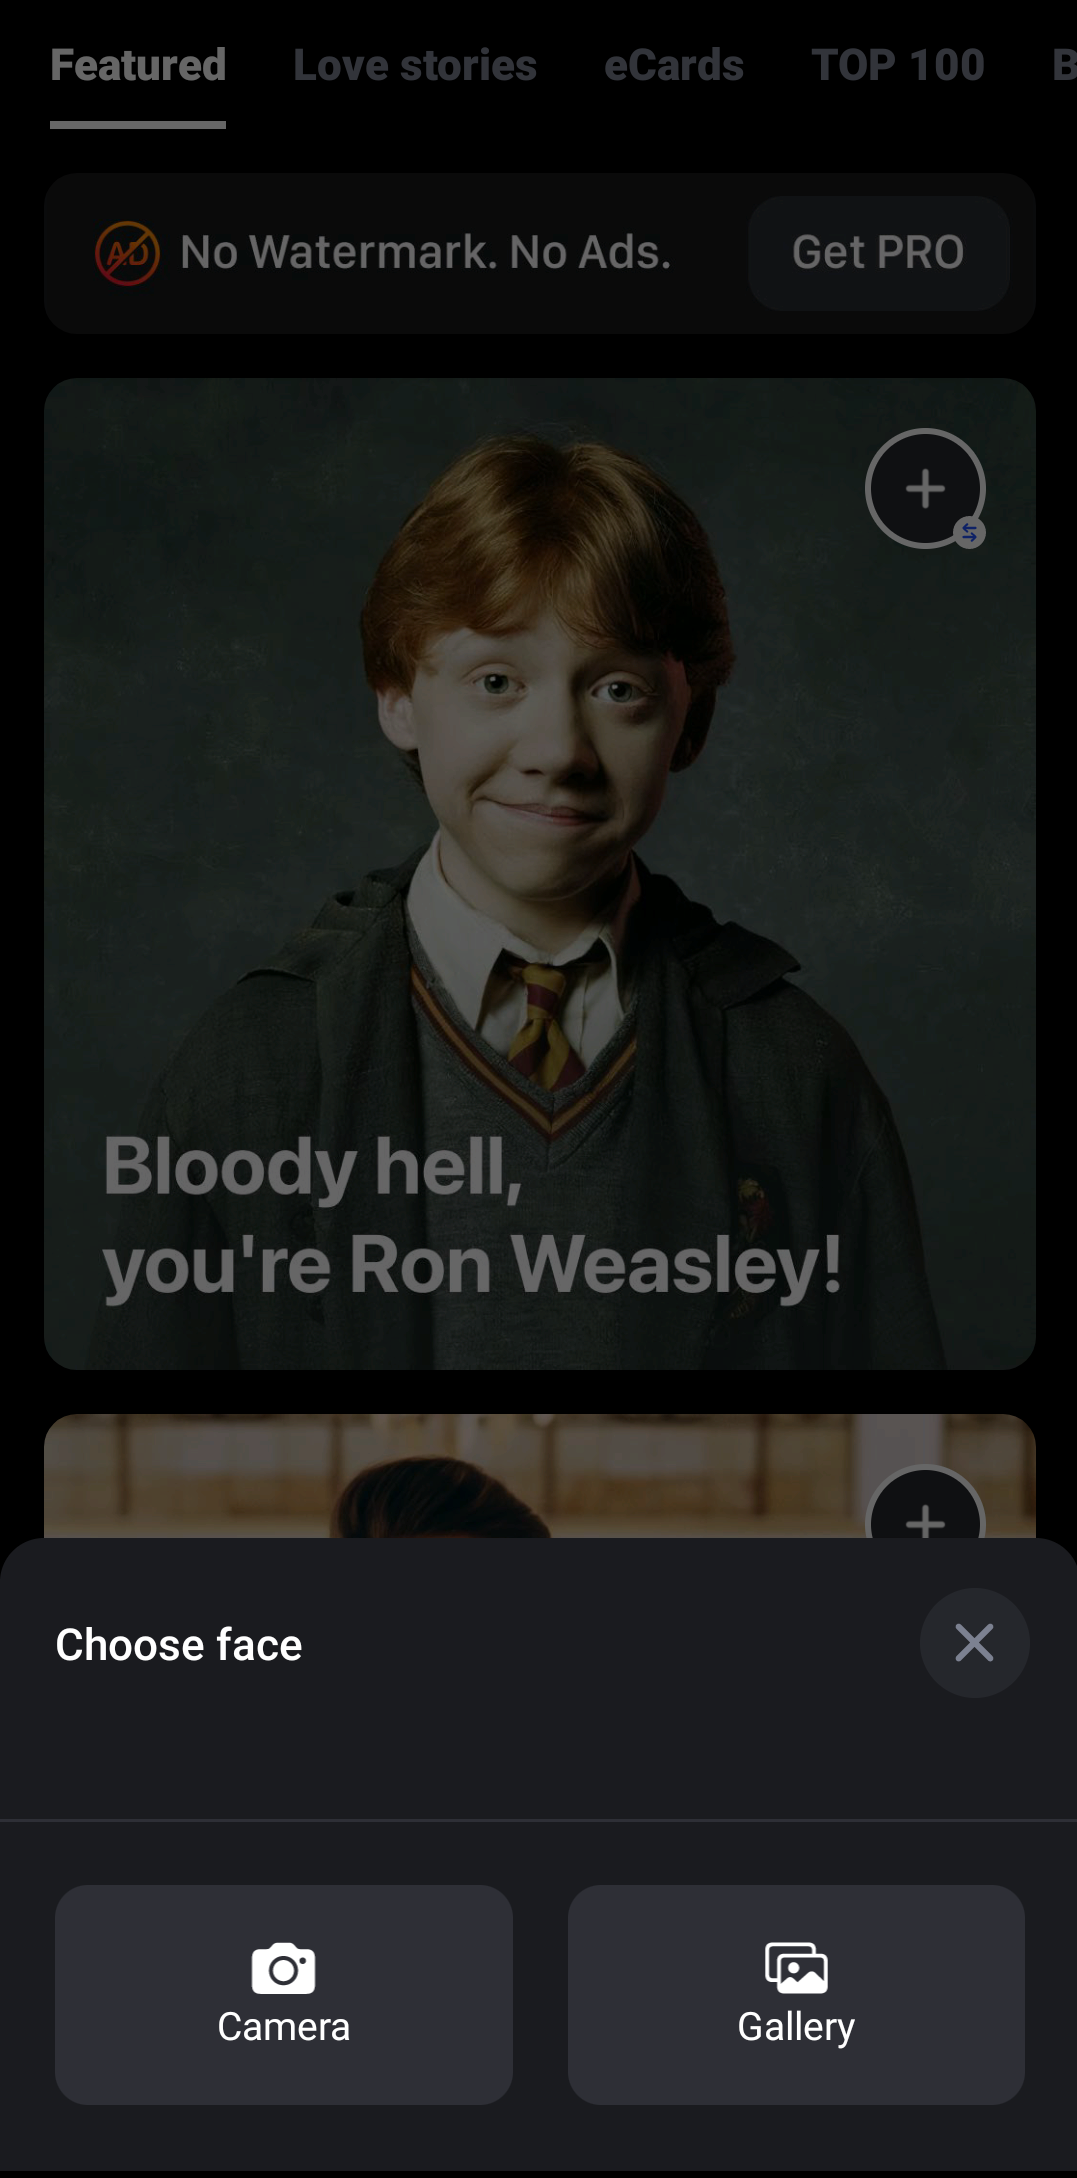 Featured Love stories eCards TOP 100 B
AD No Watermark. No Ads. Get PRO
Bloody hell,
you're Ron Weasley!
Choose face
Camera Gallery